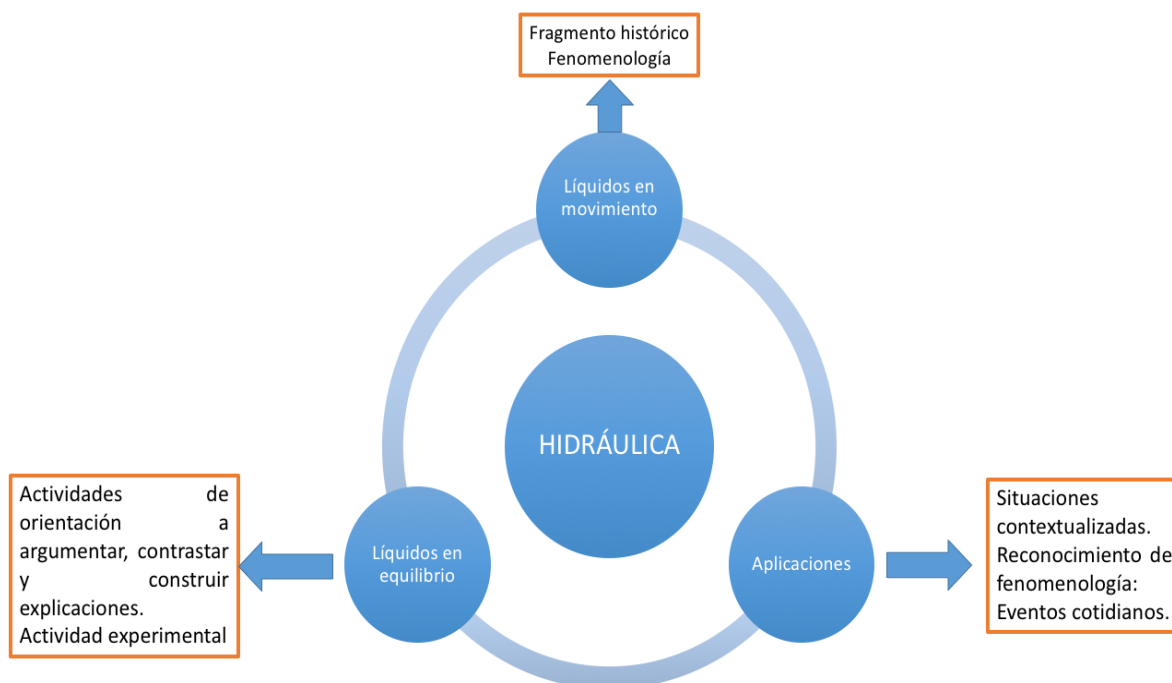 Fragmento histórico
Fenomenología
Líquidos en
movimiento
HIDRÁULICA
Actividades de
orientación a
argumentar, contrastar
y construir
explicaciones.
Actividad experimental
Líquidos en
equilibrio
Aplicaciones
Situaciones
contextualizadas.
Reconocimiento de
fenomenología:
Eventos cotidianos.